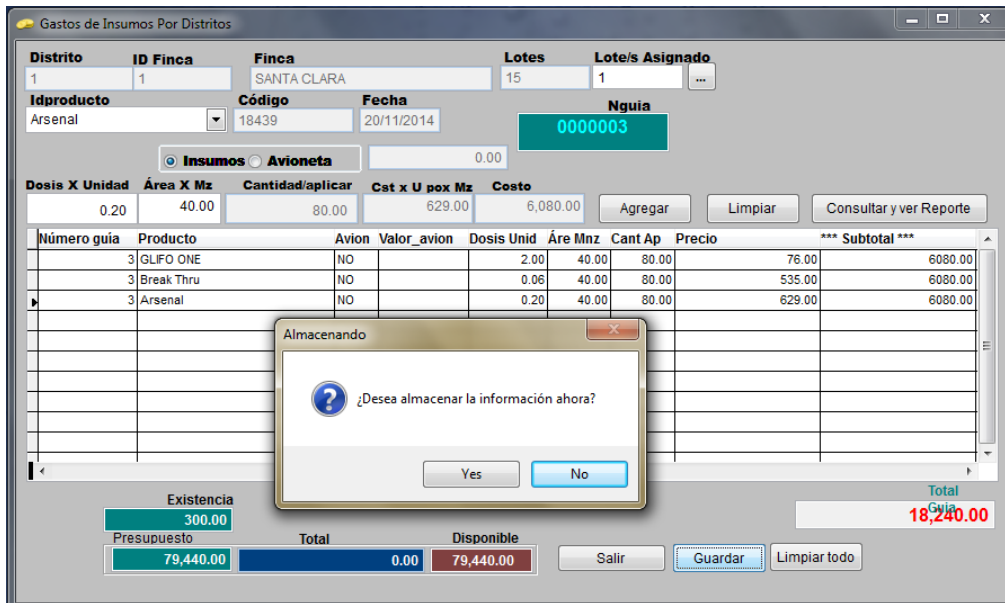 Gastos de Insumos Por Distritos
Distrito ID Finca Finca Lotes Lote/s Asignado
1 1 SANTA CLARA 15 1 ...
Idproducto Código Fecha Nguia
Arsenal 18439 20/11/2014 0000003
Insumos Avioneta 0.00
Dosis X Unidad Área X Mz Cantidad/aplicar Cst x U pox Mz Costo
0.20 40.00 80.00 629.00 6,080.00 Agregar Limpiar Consultar y ver Reporte
Número guia Producto Avion Valor_avion Dosis Unid Áre Mnz Cant Ap Precio *** Subtotal ***
3 GLIFO ONE NO 2.00 40.00 80.00 76.00 6080.00
3 Break Thru NO 0.06 40.00 80.00 535.00 6080.00
3 Arsenal NO 0.20 40.00 80.00 629.00 6080.00
Almacenando
¿Desea almacenar la información ahora?
Yes No
Existencia Total Guia
300.00 18,240.00
Presupuesto Total Disponible
79,440.00 0.00 79,440.00 Salir Guardar Limpiar todo